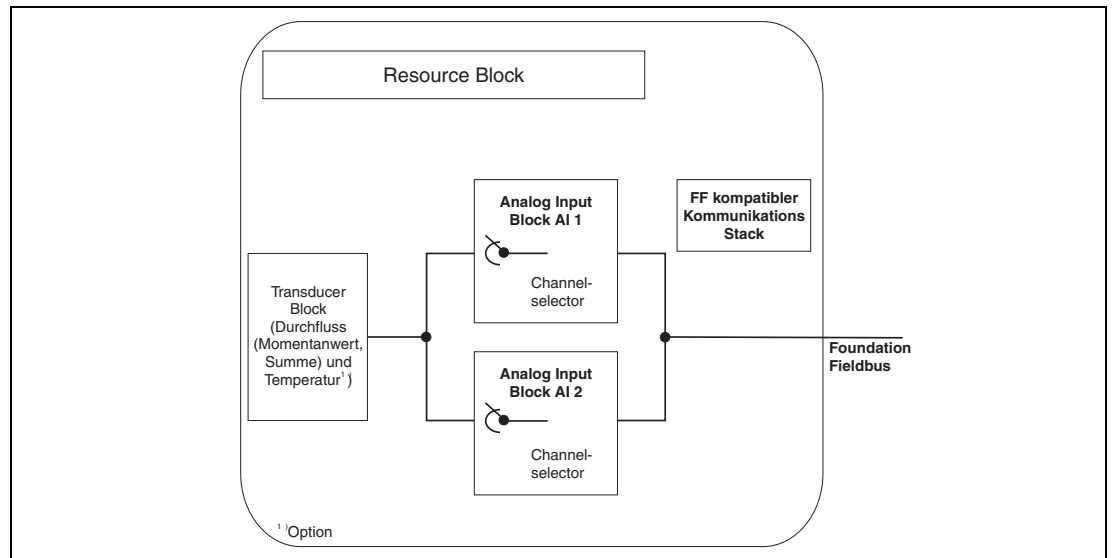 Resource Block
Analog Input
Block AI 1
Channel-
selector
FF kompatibler
Kommunikations
Stack
Transducer
Block
(Durchfluss
(Momentanwert,
Summe) und
Temperatur¹⁾)
Foundation
Fieldbus
Analog Input
Block AI 2
Channel-
selector
¹⁾Option